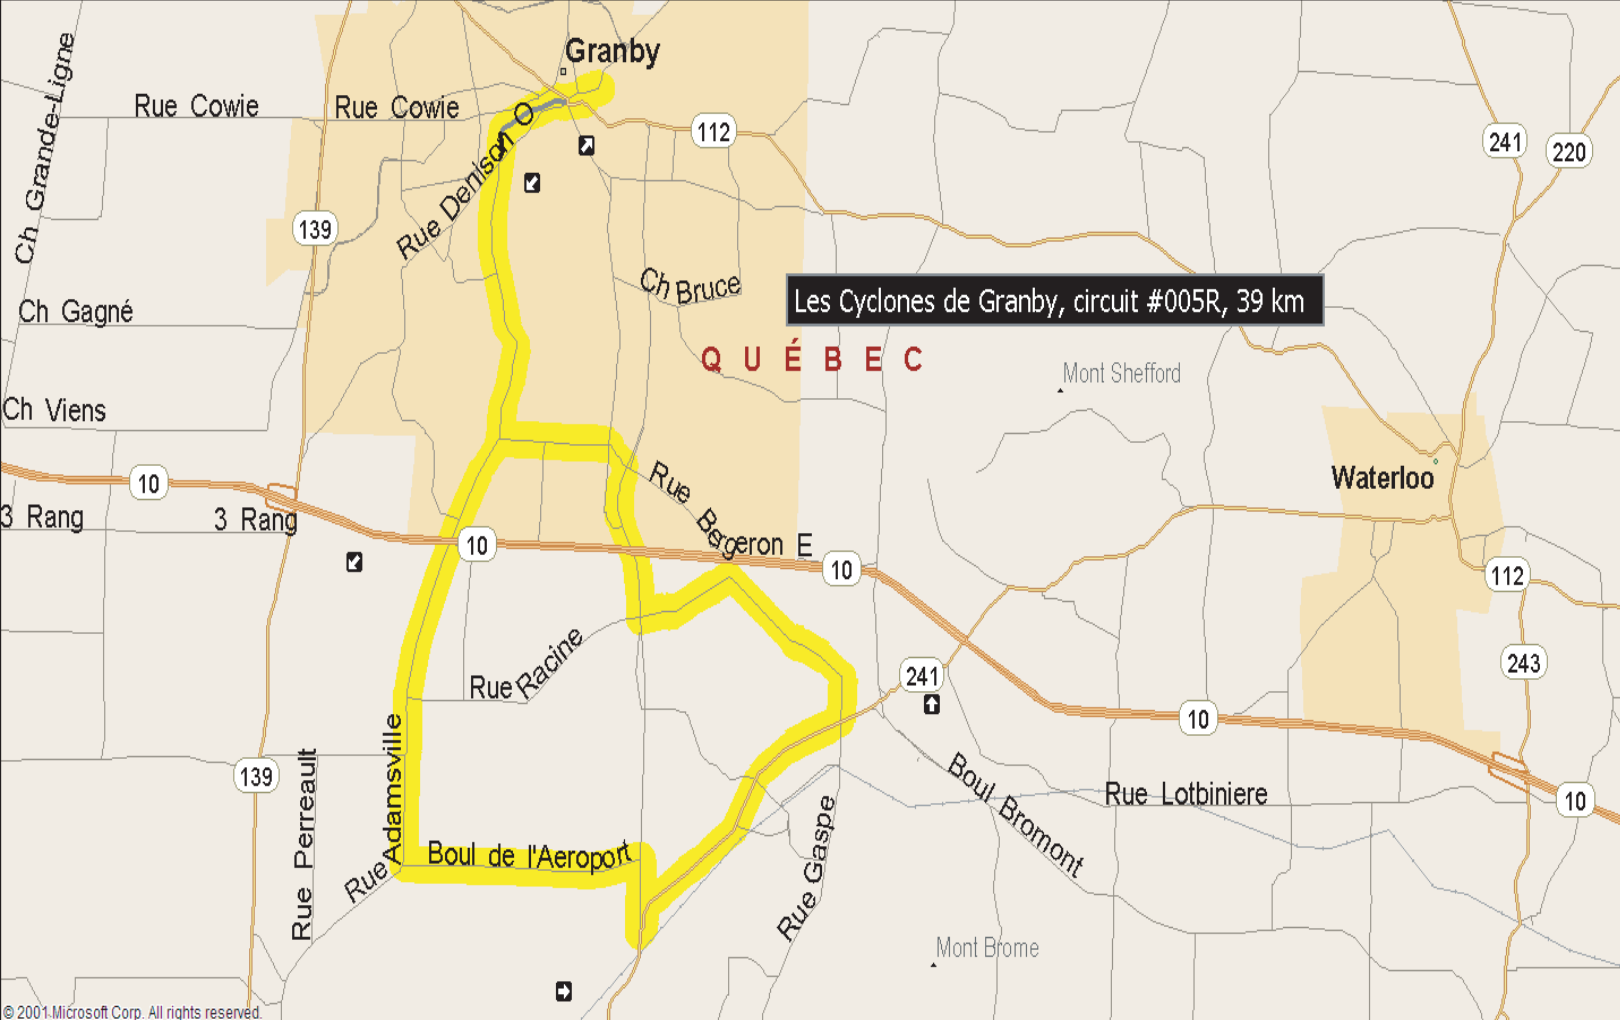 Granby
Ch Grande-Ligne
Rue Cowie
Rue Cowie
112
241
220
Rue Denison
139
Ch Bruce
Les Cyclones de Granby, circuit #005R, 39 km
Ch Gagné
QUÉBEC
Mont Shefford
Ch Viens
10
Rue Bergeron E
Waterloo
3 Rang
3 Rang
10
10
112
Rue Racine
241
243
10
139
Rue Perreault
Rue Adamsville
Boul de l'Aeroport
Rue Gaspe
Boul Bromont
Rue Lotbiniere
10
Mont Brome
© 2001 Microsoft Corp. All rights reserved.